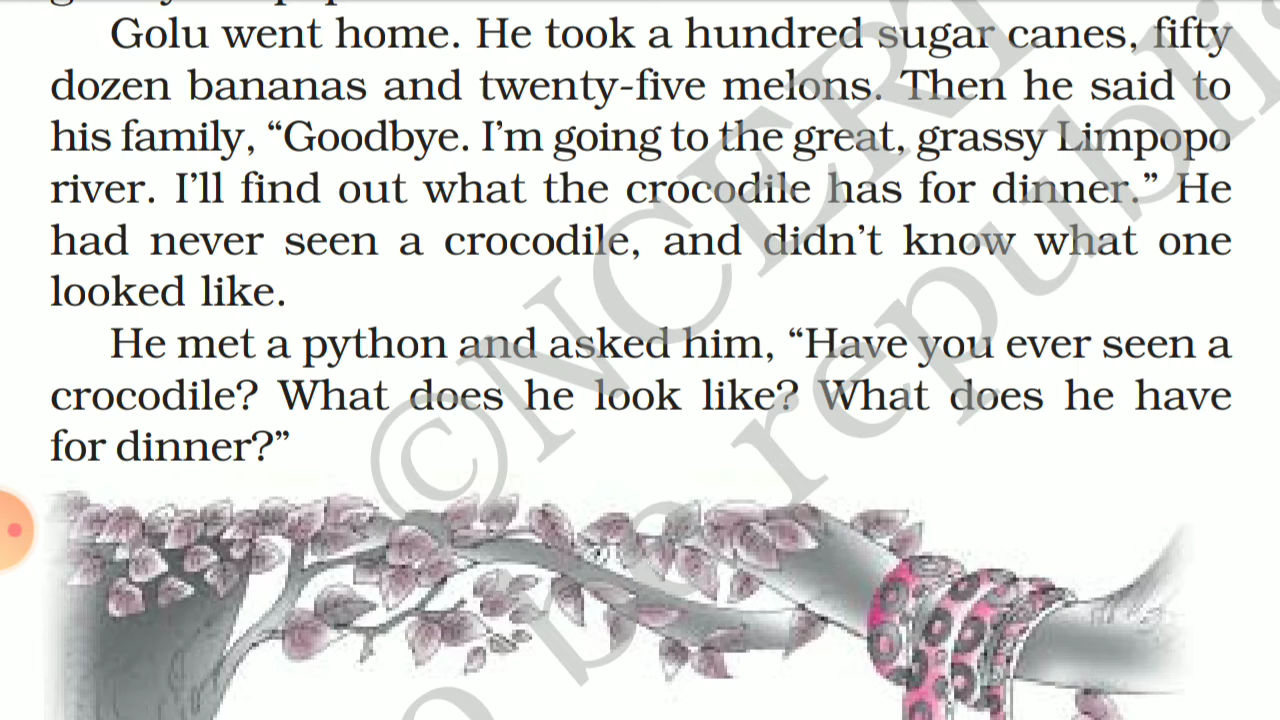 Golu went home. He took a hundred sugar canes, fifty
dozen bananas and twenty-five melons. Then he said to
his family, “Goodbye. I’m going to the great, grassy Limpopo
river. I’ll find out what the crocodile has for dinner.” He
had never seen a crocodile, and didn’t know what one
looked like.
He met a python and asked him, “Have you ever seen a
crocodile? What does he look like? What does he have
for dinner?”
©NCERT
o be republis